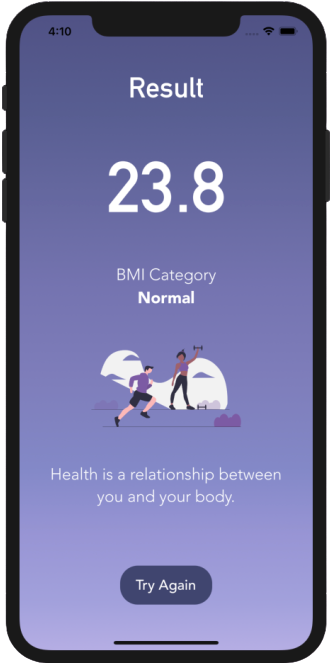 4:10
Result
23.8
BMI Category
Normal
Health is a relationship between
you and your body.
Try Again